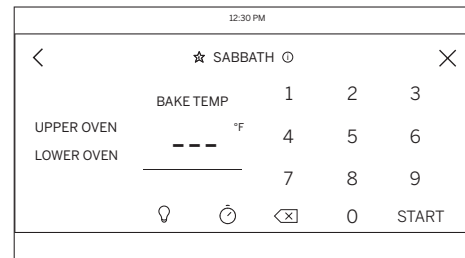 12:30 PM
SABBATH
BAKE TEMP
1 2 3
UPPER OVEN
--- °F
4 5 6
LOWER OVEN
7 8 9
0 START